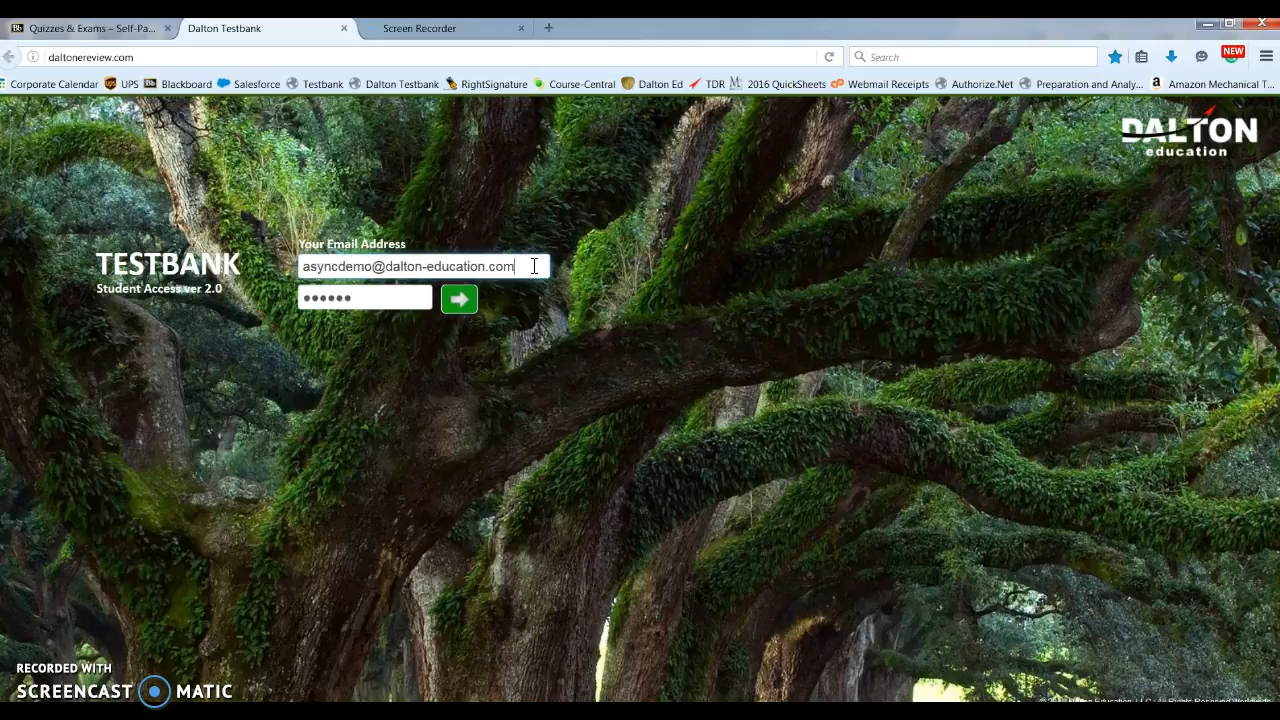 Quizzes & Exams – Self-Pa...
Dalton Testbank
Screen Recorder
daltonereview.com
Search
NEW
Corporate Calendar
UPS
Blackboard
Salesforce
Testbank
Dalton Testbank
RightSignature
Course-Central
Dalton Ed
TDR
2016 QuickSheets
Webmail Receipts
Authorize.Net
Preparation and Analy...
Amazon Mechanical T...
DALTON
education
Your Email Address
TESTBANK
asyncdemo@dalton-education.com
Student Access ver 2.0
RECORDED WITH
SCREENCAST MATIC